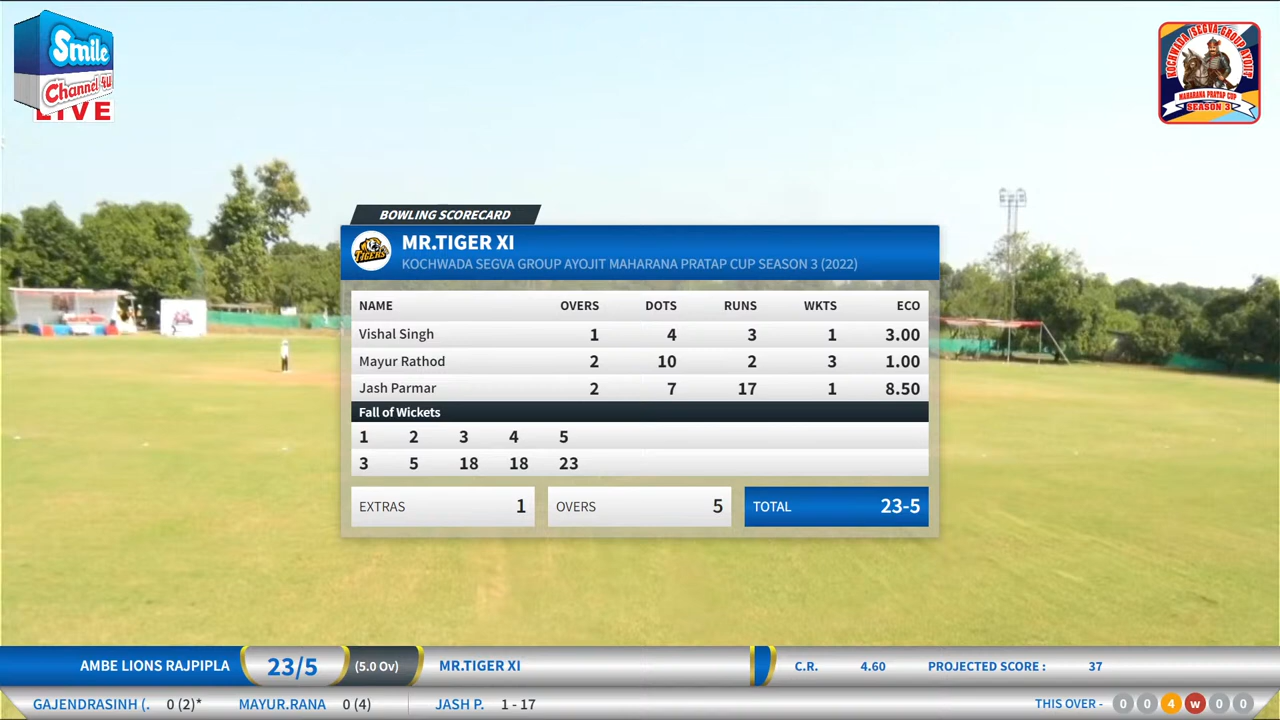 Smile
Channel 4U
LIVE
KOCHWADA/SEGVA GROUP AYOJIT
MAHARANA PRATAP CUP
SEASON 3
BOWLING SCORECARD
TIGERS
MR.TIGER XI
KOCHWADA SEGVA GROUP AYOJIT MAHARANA PRATAP CUP SEASON 3 (2022)
NAME OVERS DOTS RUNS WKTS ECO
Vishal Singh 1 4 3 1 3.00
Mayur Rathod 2 10 2 3 1.00
Jash Parmar 2 7 17 1 8.50
Fall of Wickets
1 2 3 4 5
3 5 18 18 23
EXTRAS 1 OVERS 5 TOTAL 23-5
AMBE LIONS RAJPIPLA 23/5 (5.0 Ov) MR.TIGER XI C.R. 4.60 PROJECTED SCORE : 37
GAJENDRASINH (. 0 (2)* MAYUR.RANA 0 (4) JASH P. 1 - 17 THIS OVER - 0 0 4 w 0 0